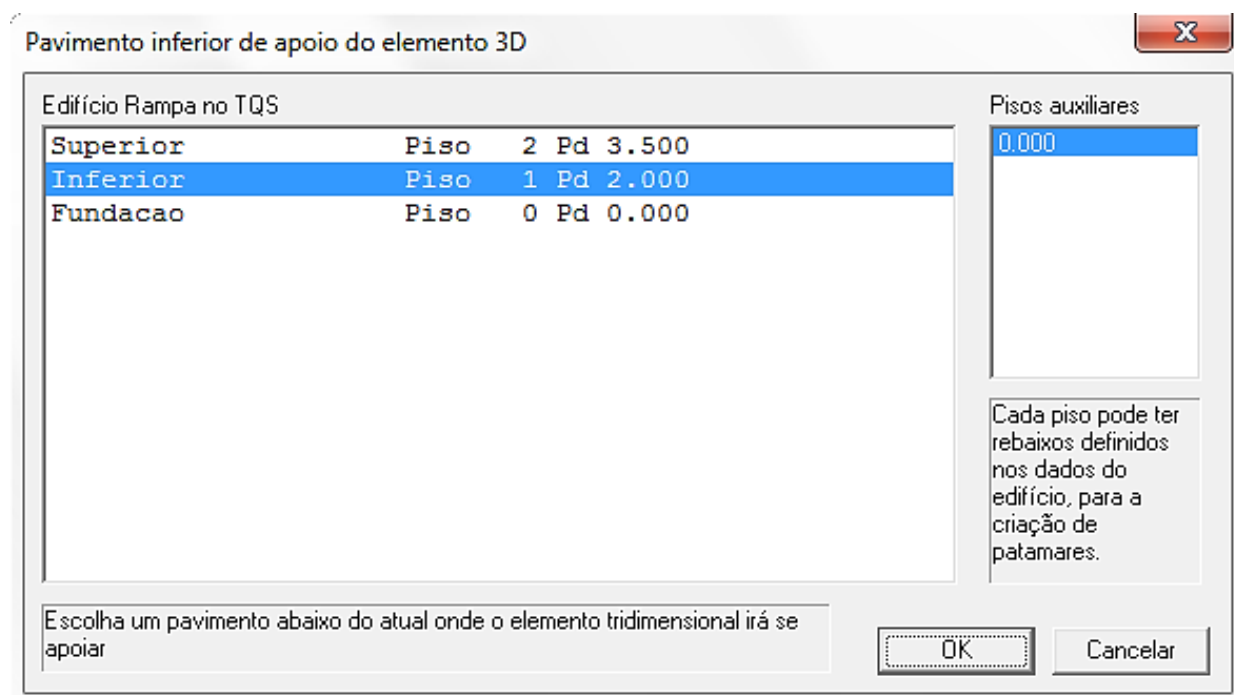 Pavimento inferior de apoio do elemento 3D
X
Edifício Rampa no TQS
Pisos auxiliares
Superior Piso 2 Pd 3.500
0.000
Inferior Piso 1 Pd 2.000
Fundacao Piso 0 Pd 0.000
Cada piso pode ter
rebaixos definidos
nos dados do
edifício, para a
criação de
patamares.
Escolha um pavimento abaixo do atual onde o elemento tridimensional irá se
apoiar
OK
Cancelar